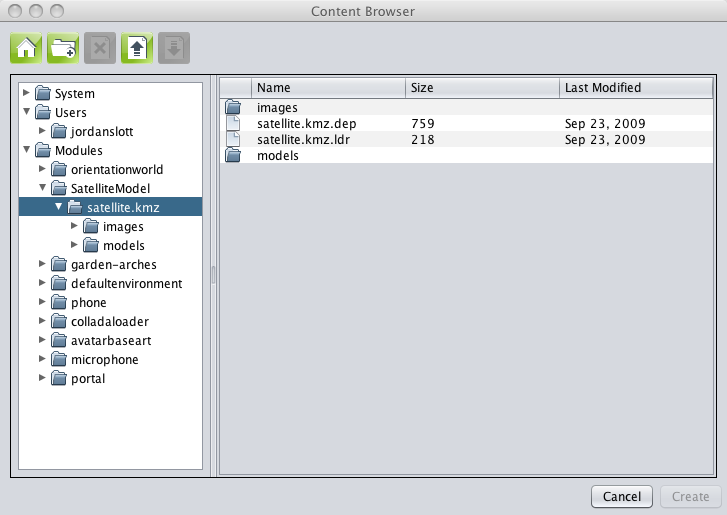 Content Browser
System
Users
jordanslott
Modules
orientationworld
SatelliteModel
satellite.kmz
images
models
garden-arches
defaultenvironment
phone
colladaloader
avatarbaseart
microphone
portal
Name Size Last Modified
images
satellite.kmz.dep 759 Sep 23, 2009
satellite.kmz.ldr 218 Sep 23, 2009
models
Cancel Create